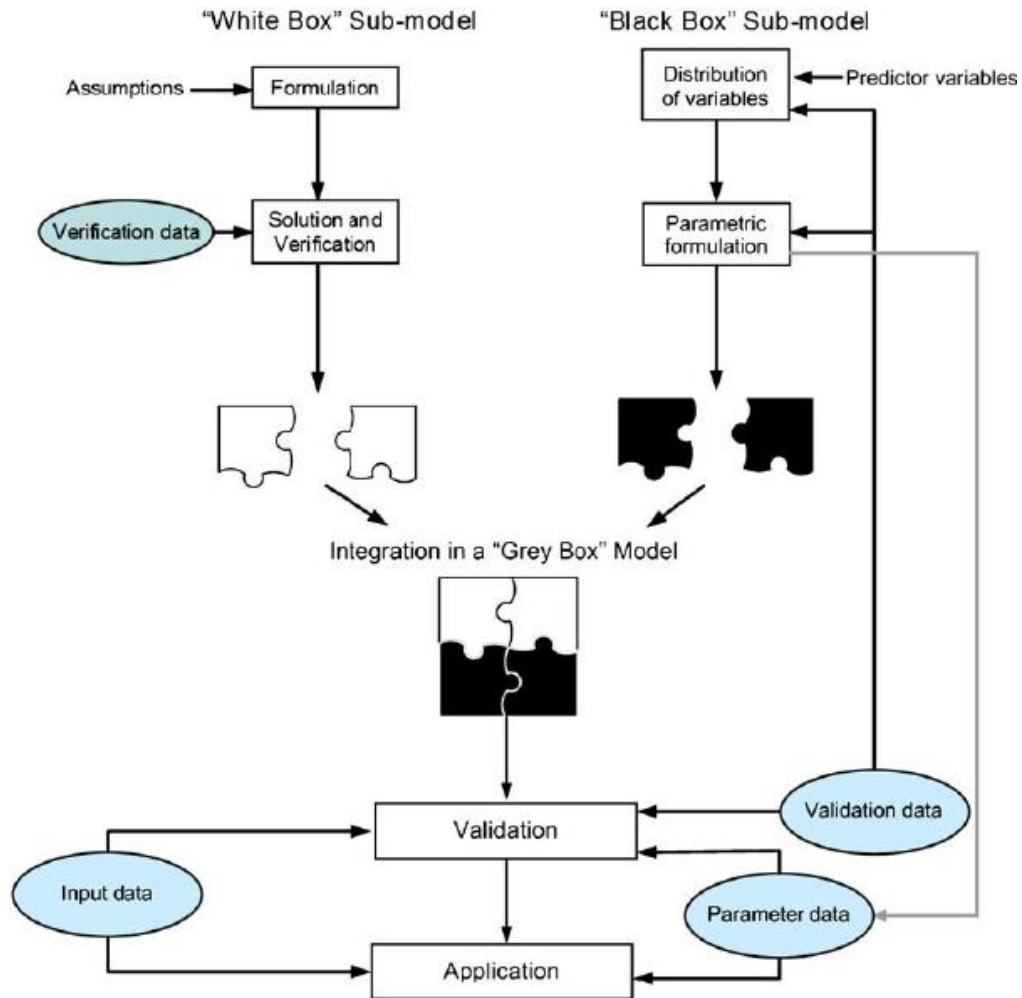 “White Box” Sub-model
“Black Box” Sub-model
Assumptions
Formulation
Distribution
of variables
Predictor variables
Verification data
Solution and
Verification
Parametric
formulation
Integration in a “Grey Box” Model
Validation data
Validation
Input data
Parameter data
Application